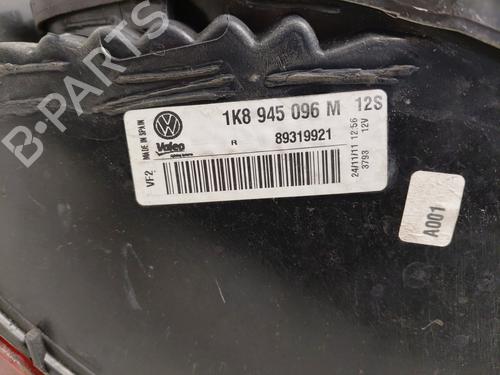 B-PARTS
1K8 945 096 M 12S
MADE IN SPAIN
Valeo
R 89319921
VF2
24/11/11 12:56
3793 12V
A001